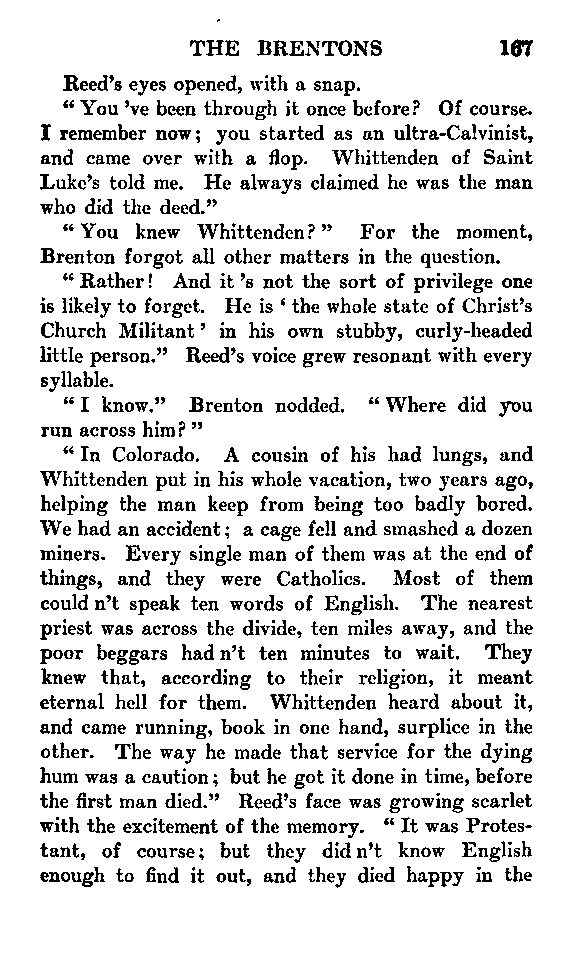 THE BRENTONS 167
Reed's eyes opened, with a snap.
“ You 've been through it once before? Of course.
I remember now; you started as an ultra-Calvinist,
and came over with a flop. Whittenden of Saint
Luke's told me. He always claimed he was the man
who did the deed.”
“ You knew Whittenden? ” For the moment,
Brenton forgot all other matters in the question.
“ Rather! And it 's not the sort of privilege one
is likely to forget. He is ‘ the whole state of Christ's
Church Militant ’ in his own stubby, curly-headed
little person.” Reed's voice grew resonant with every
syllable.
“ I know.” Brenton nodded. “ Where did you
run across him? ”
“ In Colorado. A cousin of his had lungs, and
Whittenden put in his whole vacation, two years ago,
helping the man keep from being too badly bored.
We had an accident; a cage fell and smashed a dozen
miners. Every single man of them was at the end of
things, and they were Catholics. Most of them
could n't speak ten words of English. The nearest
priest was across the divide, ten miles away, and the
poor beggars had n't ten minutes to wait. They
knew that, according to their religion, it meant
eternal hell for them. Whittenden heard about it,
and came running, book in one hand, surplice in the
other. The way he made that service for the dying
hum was a caution; but he got it done in time, before
the first man died.” Reed's face was growing scarlet
with the excitement of the memory. “ It was Protes-
tant, of course; but they did n't know English
enough to find it out, and they died happy in the